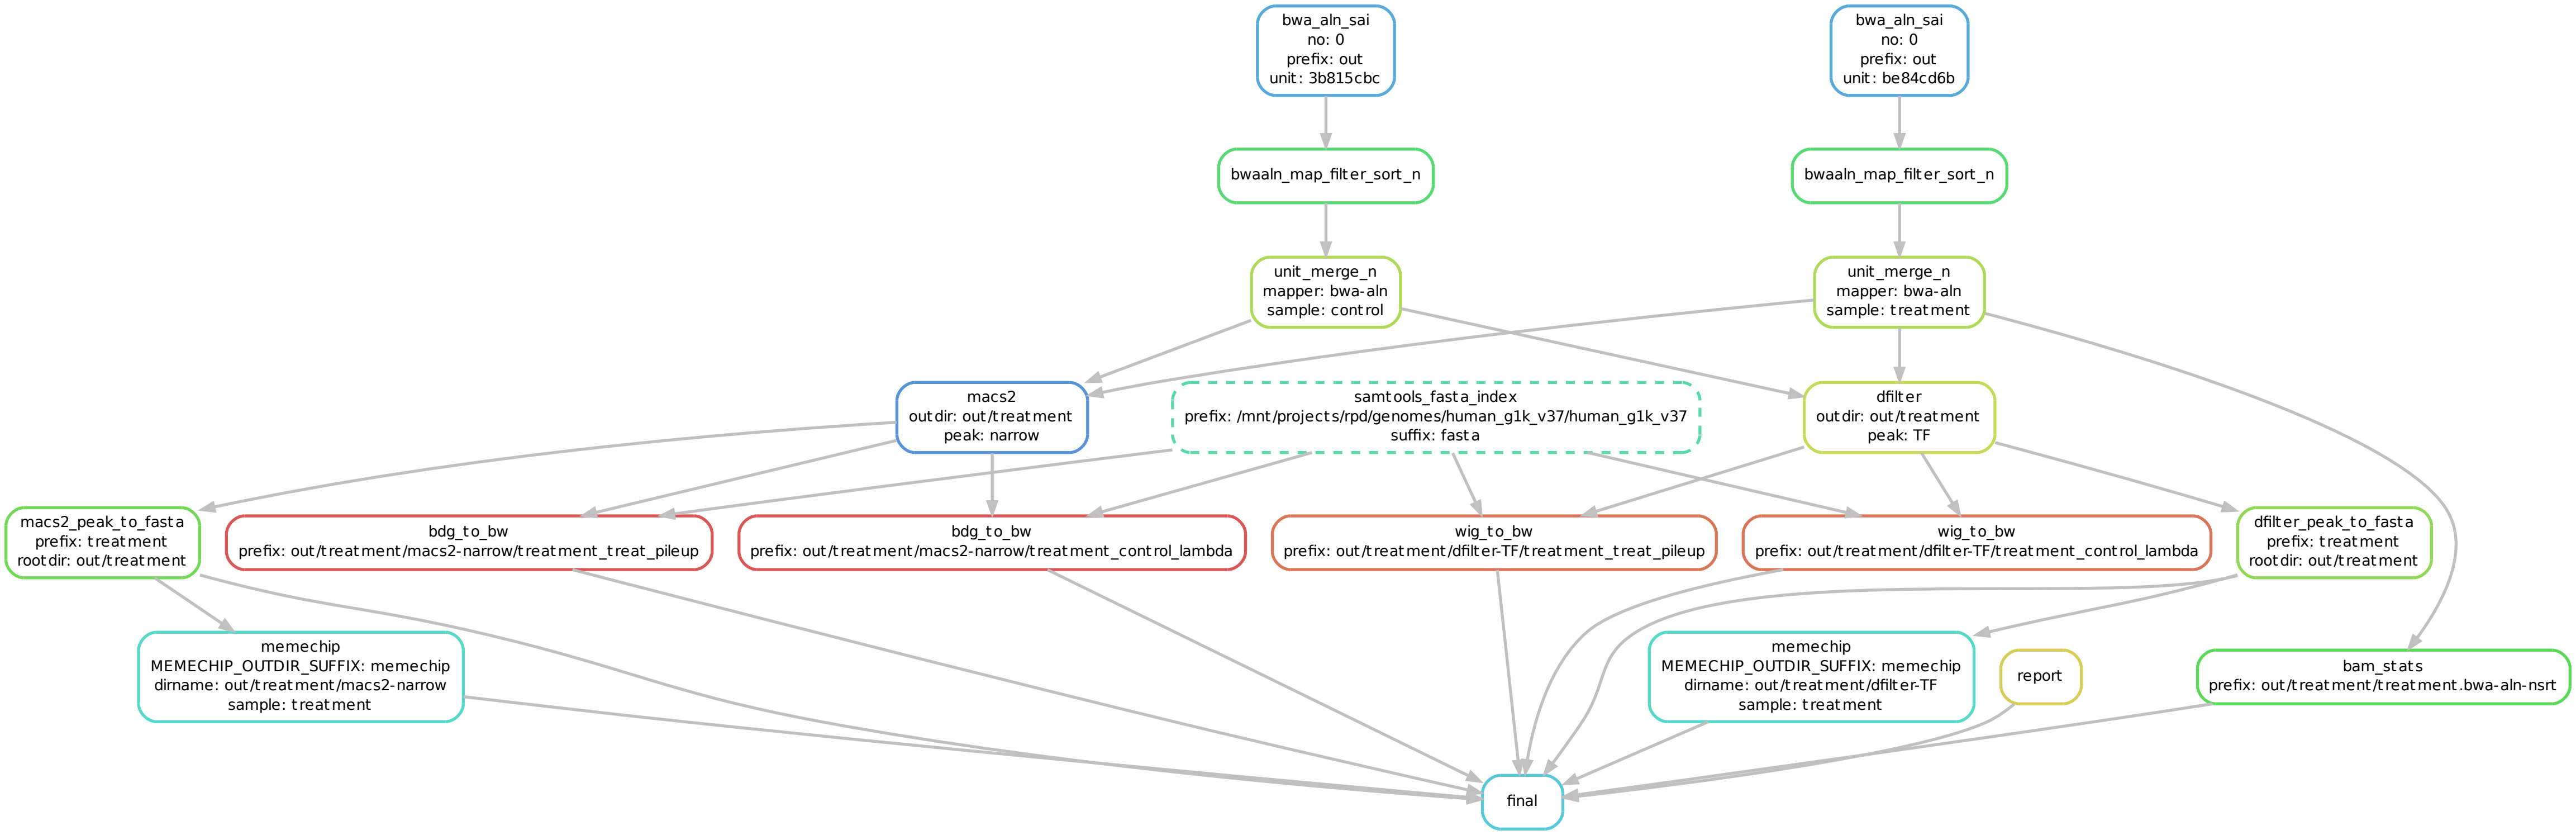 bwa_aln_sai
no: 0
prefix: out
unit: 3b815cbc
bwa_aln_sai
no: 0
prefix: out
unit: be84cd6b
bwaaln_map_filter_sort_n
bwaaln_map_filter_sort_n
unit_merge_n
mapper: bwa-aln
sample: control
unit_merge_n
mapper: bwa-aln
sample: treatment
macs2
outdir: out/treatment
peak: narrow
samtools_fasta_index
prefix: /mnt/projects/rpd/genomes/human_g1k_v37/human_g1k_v37
suffix: fasta
dfilter
outdir: out/treatment
peak: TF
macs2_peak_to_fasta
prefix: treatment
rootdir: out/treatment
bdg_to_bw
prefix: out/treatment/macs2-narrow/treatment_treat_pileup
bdg_to_bw
prefix: out/treatment/macs2-narrow/treatment_control_lambda
wig_to_bw
prefix: out/treatment/dfilter-TF/treatment_treat_pileup
wig_to_bw
prefix: out/treatment/dfilter-TF/treatment_control_lambda
dfilter_peak_to_fasta
prefix: treatment
rootdir: out/treatment
memechip
MEMECHIP_OUTDIR_SUFFIX: memechip
dirname: out/treatment/macs2-narrow
sample: treatment
memechip
MEMECHIP_OUTDIR_SUFFIX: memechip
dirname: out/treatment/dfilter-TF
sample: treatment
report
bam_stats
prefix: out/treatment/treatment.bwa-aln-nsrt
final